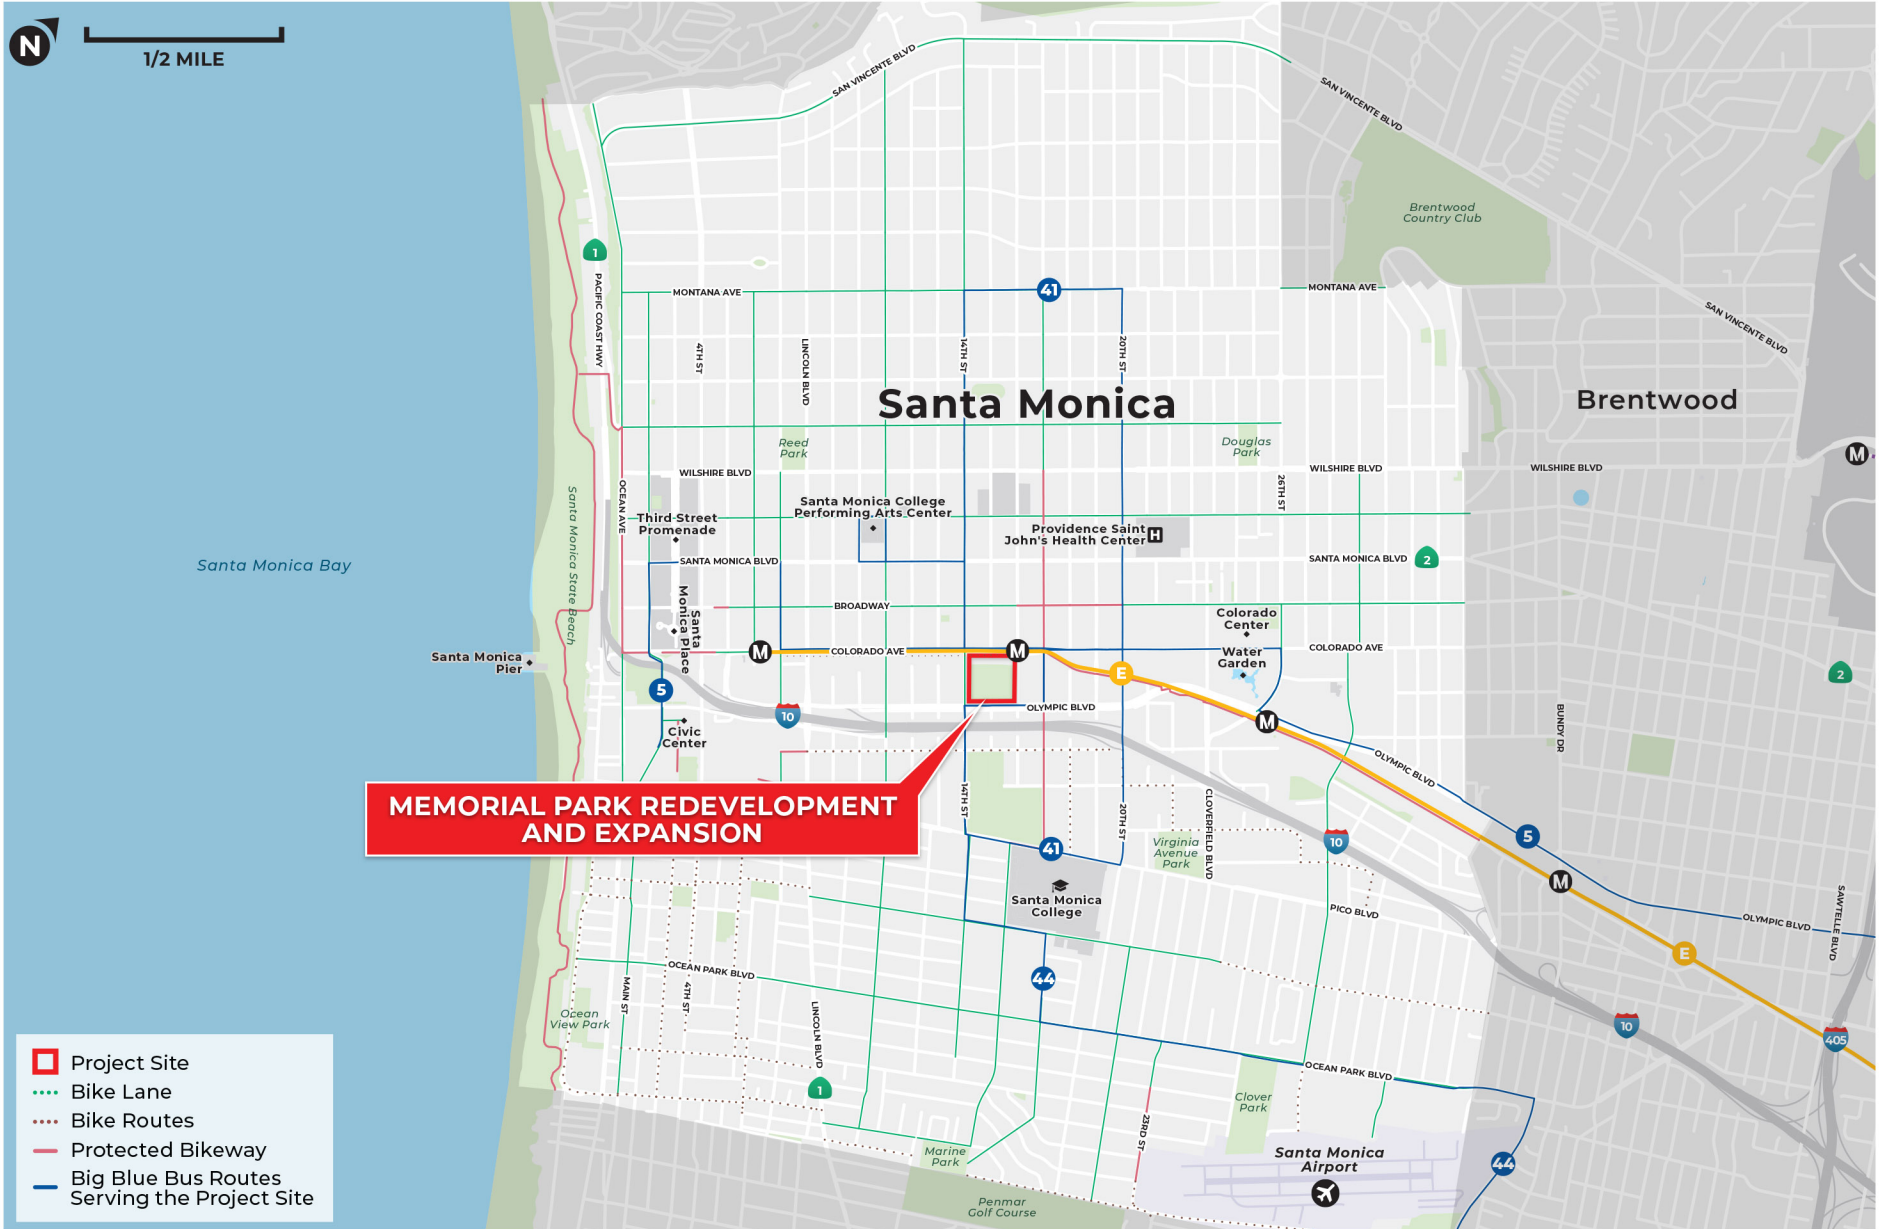 N
1/2 MILE
SAN VINCENTE BLVD
SAN VINCENTE BLVD
Brentwood
Country Club
1
PACIFIC COAST HWY
MONTANA AVE
41
MONTANA AVE
SAN VINCENTE BLVD
4TH ST
LINCOLN BLVD
14TH ST
20TH ST
Santa Monica
Brentwood
Reed
Park
Douglas
Park
M
WILSHIRE BLVD
WILSHIRE BLVD
WILSHIRE BLVD
OCEAN AVE
26TH ST
Santa Monica State Beach
Third Street
Promenade
Santa Monica College
Performing Arts Center
Providence Saint
John's Health Center
H
Santa Monica Bay
SANTA MONICA BLVD
SANTA MONICA BLVD
2
BROADWAY
Santa
Monica Place
Colorado
Center
Santa Monica
Pier
M
COLORADO AVE
M
Water
Garden
COLORADO AVE
E
2
5
10
OLYMPIC BLVD
M
BUNDY DR
Civic
Center
OLYMPIC BLVD
MEMORIAL PARK REDEVELOPMENT
AND EXPANSION
14TH ST
20TH ST
CLOVERFIELD BLVD
41
Virginia
Avenue
Park
10
5
M
Santa Monica
College
PICO BLVD
OLYMPIC BLVD
SAWTELLE BLVD
E
OCEAN PARK BLVD
MAIN ST
4TH ST
44
Ocean
View Park
LINCOLN BLVD
10
405
1
OCEAN PARK BLVD
Clover
Park
23RD ST
Marine
Park
Santa Monica
Airport
44
Penmar
Golf Course
Project Site
Bike Lane
Bike Routes
Protected Bikeway
Big Blue Bus Routes
Serving the Project Site